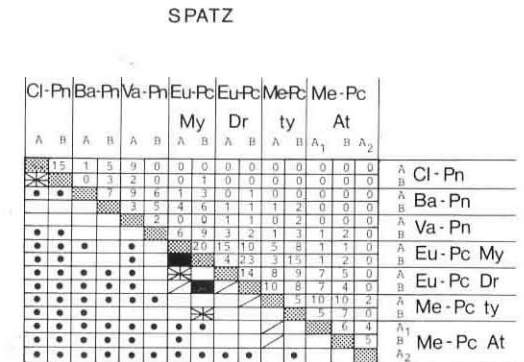 SPATZ
Cl-Pn Ba-Pn Va-Pn Eu-Pc Eu-Pc Me-Pc Me-Pc
My Dr ty At
A B A B A B A B A B A B A₁ B A₂
15 1 5 9 0 0 0 0 0 0 0 0 0 0 A Cl-Pn
0 3 2 0 0 1 0 0 0 0 0 0 0 B
7 9 6 1 3 0 1 0 0 0 0 0 A Ba-Pn
3 5 4 6 1 1 1 2 0 0 0 B
2 0 0 1 1 0 2 0 0 0 A Va-Pn
6 9 3 2 1 3 1 2 0 B
20 15 10 5 8 1 1 0 A Eu-Pc My
4 23 3 15 1 2 0 B
14 8 9 7 5 0 A Eu-Pc Dr
10 8 7 4 0 B
5 10 10 2 A Me-Pc ty
5 7 0 B
6 4 A₁
5 B Me-Pc At
A₂